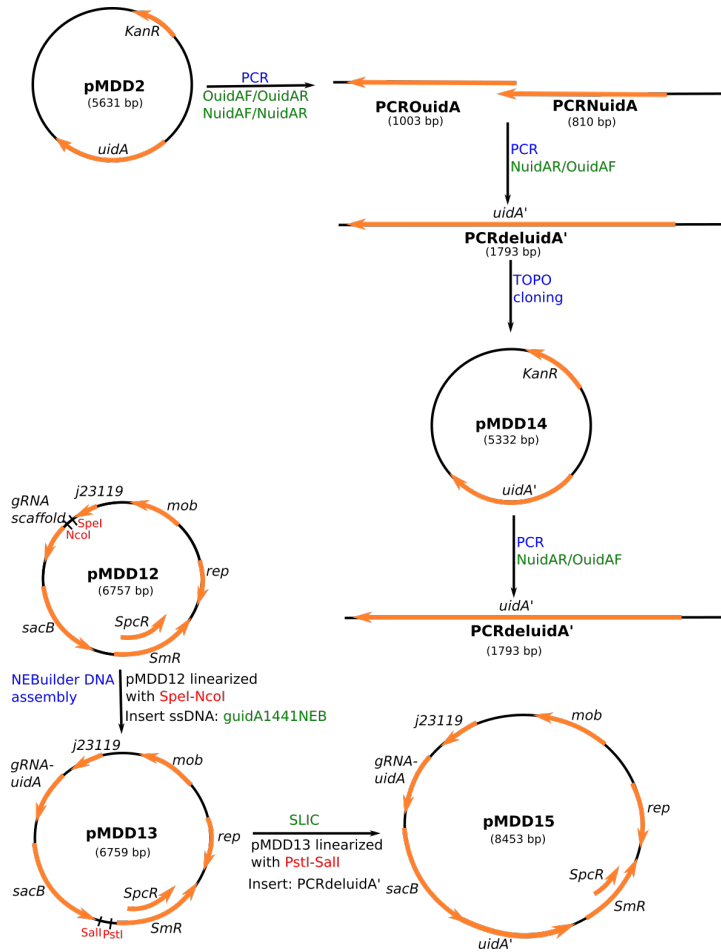 KanR
pMDD2
(5631 bp)
uidA
PCR
OuidAF/OuidAR
NuidAF/NuidAR
PCROuidA
(1003 bp)
PCRNuidA
(810 bp)
PCR
NuidAR/OuidAF
uidA'
PCRdeluidA'
(1793 bp)
TOPO
cloning
KanR
pMDD14
(5332 bp)
uidA'
PCR
NuidAR/OuidAF
uidA'
PCRdeluidA'
(1793 bp)
j23119
gRNA
scaffold
SpeI
NcoI
mob
pMDD12
(6757 bp)
rep
sacB
SpcR
SmR
NEBuilder DNA
assembly
pMDD12 linearized
with SpeI-NcoI
Insert ssDNA: guidA1441NEB
j23119
gRNA-
uidA
mob
pMDD13
(6759 bp)
rep
sacB
SpcR
SalI
PstI
SmR
SLIC
pMDD13 linearized
with PstI-SalI
Insert: PCRdeluidA'
j23119
gRNA-
uidA
mob
pMDD15
(8453 bp)
rep
sacB
SpcR
SmR
uidA'